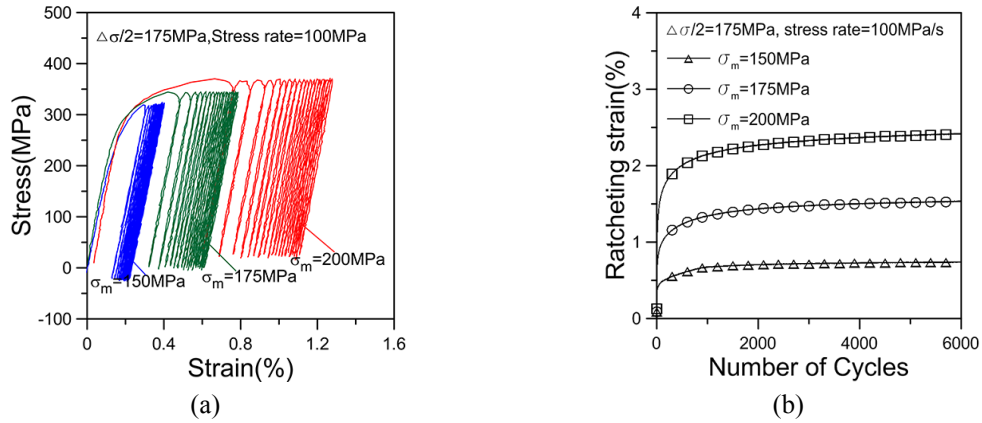 500
400
300
200
100
0
-100
Stress(MPa)
△σ/2=175MPa,Stress rate=100MPa
σm=150MPa
σm=175MPa
σm=200MPa
0
0.4
0.8
1.2
1.6
Strain(%)
(a)
4
3
2
1
0
Ratcheting strain(%)
△σ/2=175MPa, stress rate=100MPa/s
σm=150MPa
σm=175MPa
σm=200MPa
0
2000
4000
6000
Number of Cycles
(b)